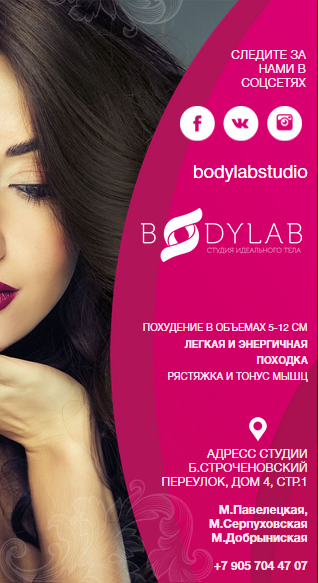 СЛЕДИТЕ ЗА
НАМИ В
СОЦСЕТЯХ
bodylabstudio
BODYLAB
СТУДИЯ ИДЕАЛЬНОГО ТЕЛА
ПОХУДЕНИЕ В ОБЪЕМАХ 5-12 СМ
ЛЕГКАЯ И ЭНЕРГИЧНАЯ
ПОХОДКА
РЯСТЯЖКА И ТОНУС МЫШЦ
АДРЕСС СТУДИИ
Б.СТРОЧЕНОВСКИЙ
ПЕРЕУЛОК, ДОМ 4, СТР.1
М.Павелецкая,
М.Серпуховская
М.Добрыниская
+7 905 704 47 07